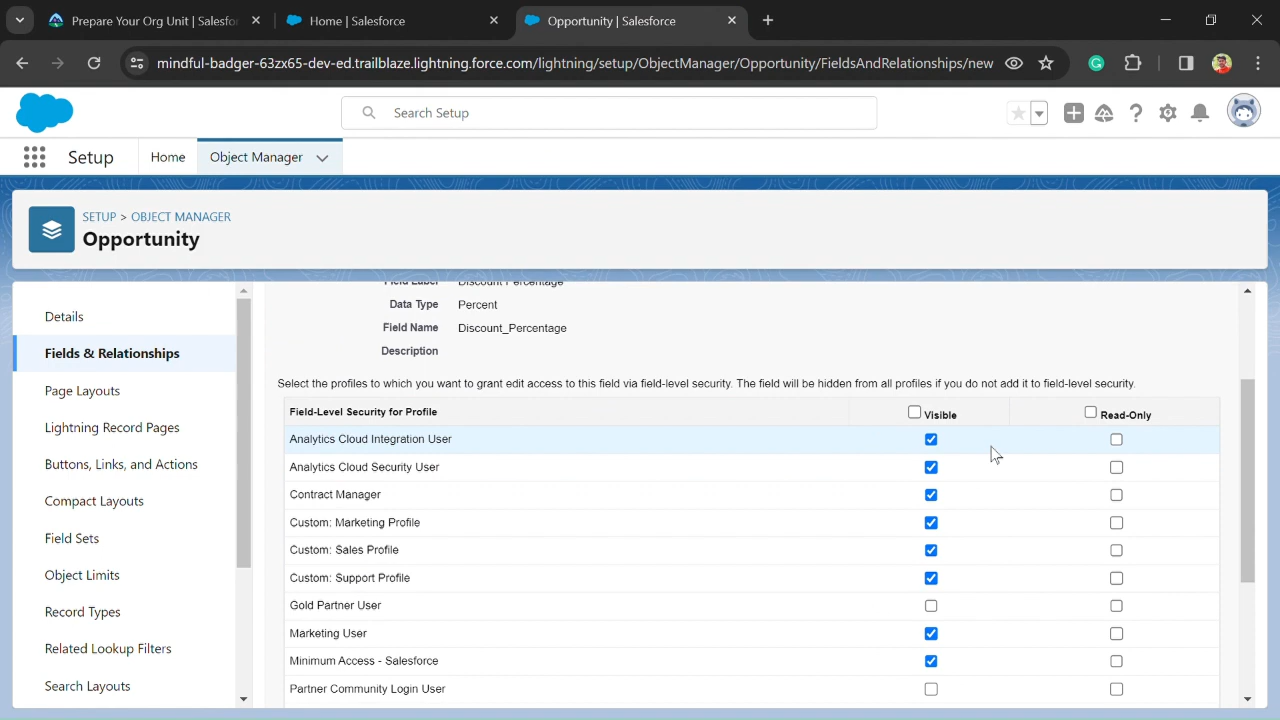 Prepare Your Org Unit | Salesfor
Home | Salesforce
Opportunity | Salesforce
mindful-badger-63zx65-dev-ed.trailblaze.lightning.force.com/lightning/setup/ObjectManager/Opportunity/FieldsAndRelationships/new
Search Setup
Setup
Home
Object Manager
SETUP > OBJECT MANAGER
Opportunity
Details
Fields & Relationships
Page Layouts
Lightning Record Pages
Buttons, Links, and Actions
Compact Layouts
Field Sets
Object Limits
Record Types
Related Lookup Filters
Search Layouts
Field Label Discount Percentage
Data Type Percent
Field Name Discount_Percentage
Description
Select the profiles to which you want to grant edit access to this field via field-level security. The field will be hidden from all profiles if you do not add it to field-level security.
Field-Level Security for Profile Visible Read-Only
Analytics Cloud Integration User
Analytics Cloud Security User
Contract Manager
Custom: Marketing Profile
Custom: Sales Profile
Custom: Support Profile
Gold Partner User
Marketing User
Minimum Access - Salesforce
Partner Community Login User